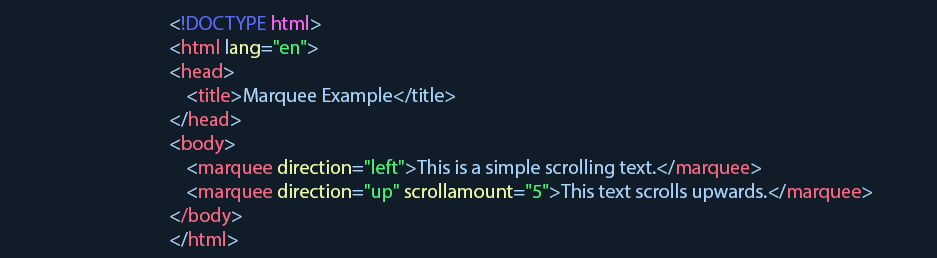 <!DOCTYPE html>
<html lang="en">
<head>
<title>Marquee Example</title>
</head>
<body>
<marquee direction="left">This is a simple scrolling text.</marquee>
<marquee direction="up" scrollamount="5">This text scrolls upwards.</marquee>
</body>
</html>